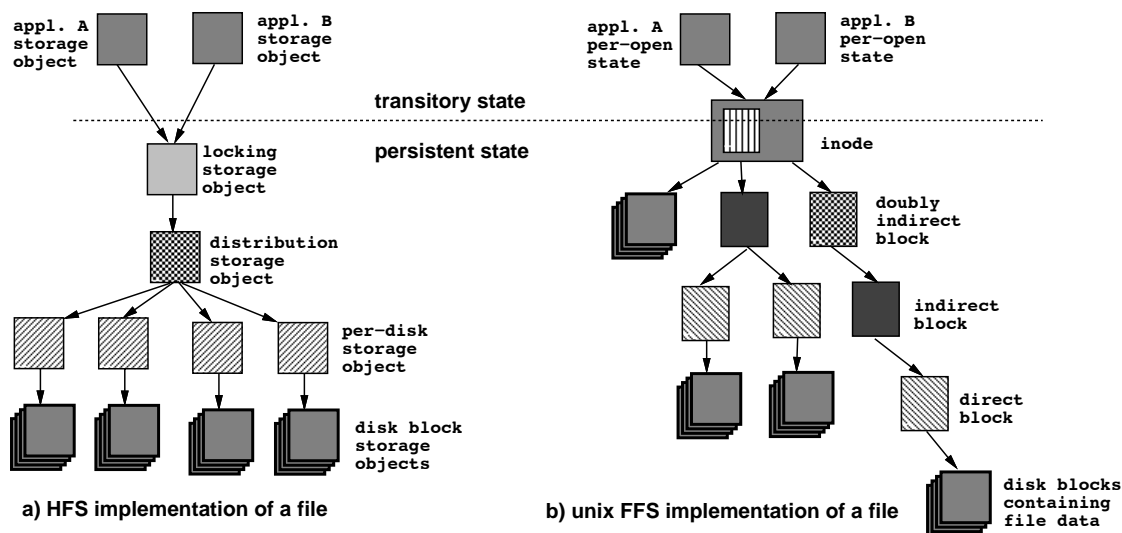 appl. A
storage
object
appl. B
storage
object
transitory state
persistent state
locking
storage
object
distribution
storage
object
per-disk
storage
object
disk block
storage
objects
a) HFS implementation of a file
appl. A
per-open
state
appl. B
per-open
state
inode
doubly
indirect
block
indirect
block
direct
block
disk blocks
containing
file data
b) unix FFS implementation of a file